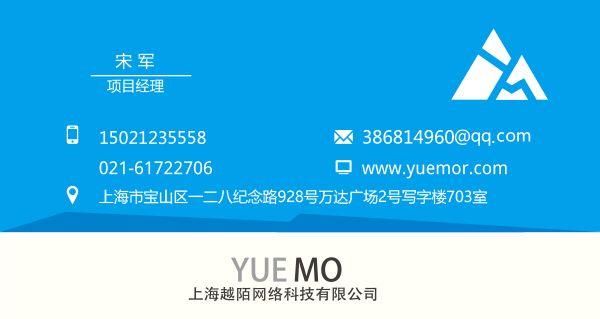 宋 军
项目经理
15021235558
386814960@qq.com
021-61722706
www.yuemor.com
上海市宝山区一二八纪念路928号万达广场2号写字楼703室
YUE MO
上海越陌网络科技有限公司